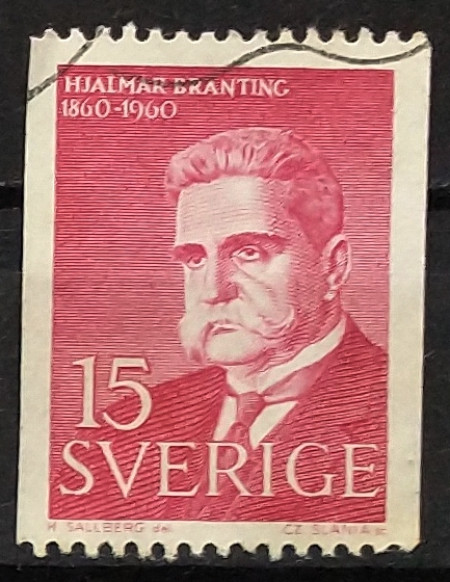 HJALMAR BRANTING
1860-1960
15
SVERIGE
H SALLBERG del. CZ SLANIA sc